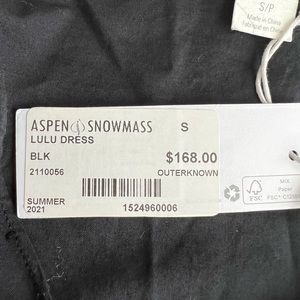 S/P
Made in China
Fabriqué en Chine
ASPEN SNOWMASS S
LULU DRESS
BLK $168.00
2110056 OUTERKNOWN
SUMMER
2021 1524960006
MIX
Paper
FSC